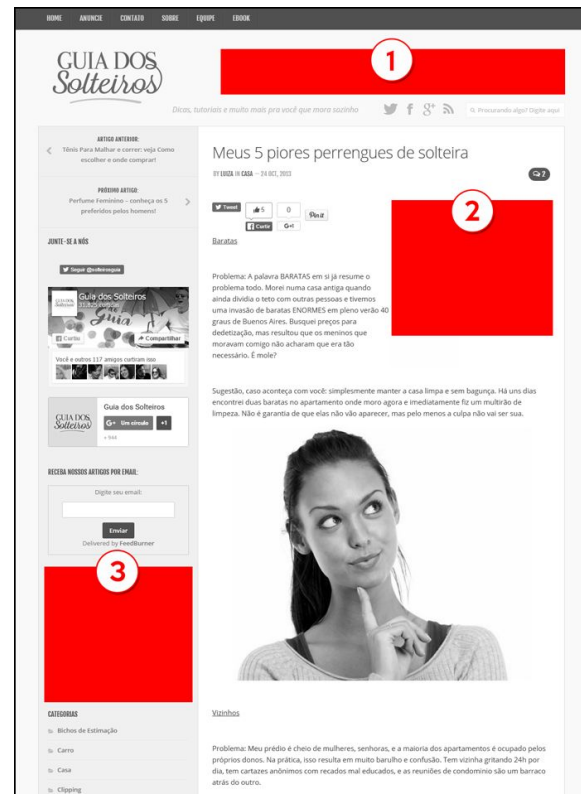 HOME ANUNCIE CONTATO SOBRE EQUIPE EBOOK
GUIA DOS
Solteiros
1
Dicas, tutoriais e muito mais pra você que mora sozinho
Q. Procurando algo? Digite aqui
ARTIGO ANTERIOR:
Tênis Para Malhar e correr: veja Como
escolher e onde comprar!
PRÓXIMO ARTIGO:
Perfume Feminino – conheça os 5
preferidos pelos homens!
JUNTE-SE A NÓS
Seguir @solteirosguia
Guia dos Solteiros
Curtiu
Compartilhar
Você e outros 117 amigos curtiram isso
GUIA DOS
Solteiros
Guia dos Solteiros
G+ Um círculo +1
+ 944
RECEBA NOSSOS ARTIGOS POR EMAIL:
Digite seu email:
Enviar
Delivered by FeedBurner
3
CATEGORIAS
Bichos de Estimação
Carro
Casa
Clipping
Meus 5 piores perrengues de solteira
BY LUIZA IN CASA — 24 OCT, 2013
2
Tweet
5
0
Pin it
Curtir
G+1
2
Baratas
Problema: A palavra BARATAS em si já resume o
problema todo. Morei numa casa antiga quando
ainda dividia o teto com outras pessoas e tivemos
uma invasão de baratas ENORMES em pleno verão 40
graus de Buenos Aires. Busquei preços para
dedetização, mas resultou que os meninos que
moravam comigo não acharam que era tão
necessário. É mole?
Sugestão, caso aconteça com você: simplesmente manter a casa limpa e sem bagunça. Há uns dias
encontrei duas baratas no apartamento onde moro agora e imediatamente fiz um multirão de
limpeza. Não é garantia de que elas não vão aparecer, mas pelo menos a culpa não vai ser sua.
Vizinhos
Problema: Meu prédio é cheio de mulheres, senhoras, e a maioria dos apartamentos é ocupado pelos
próprios donos. Na prática, isso resulta em muito barulho e confusão. Tem vizinha gritando 24h por
dia, tem cartazes anônimos com recados mal educados, e as reuniões de condominio são um barraco
atrás do outro.